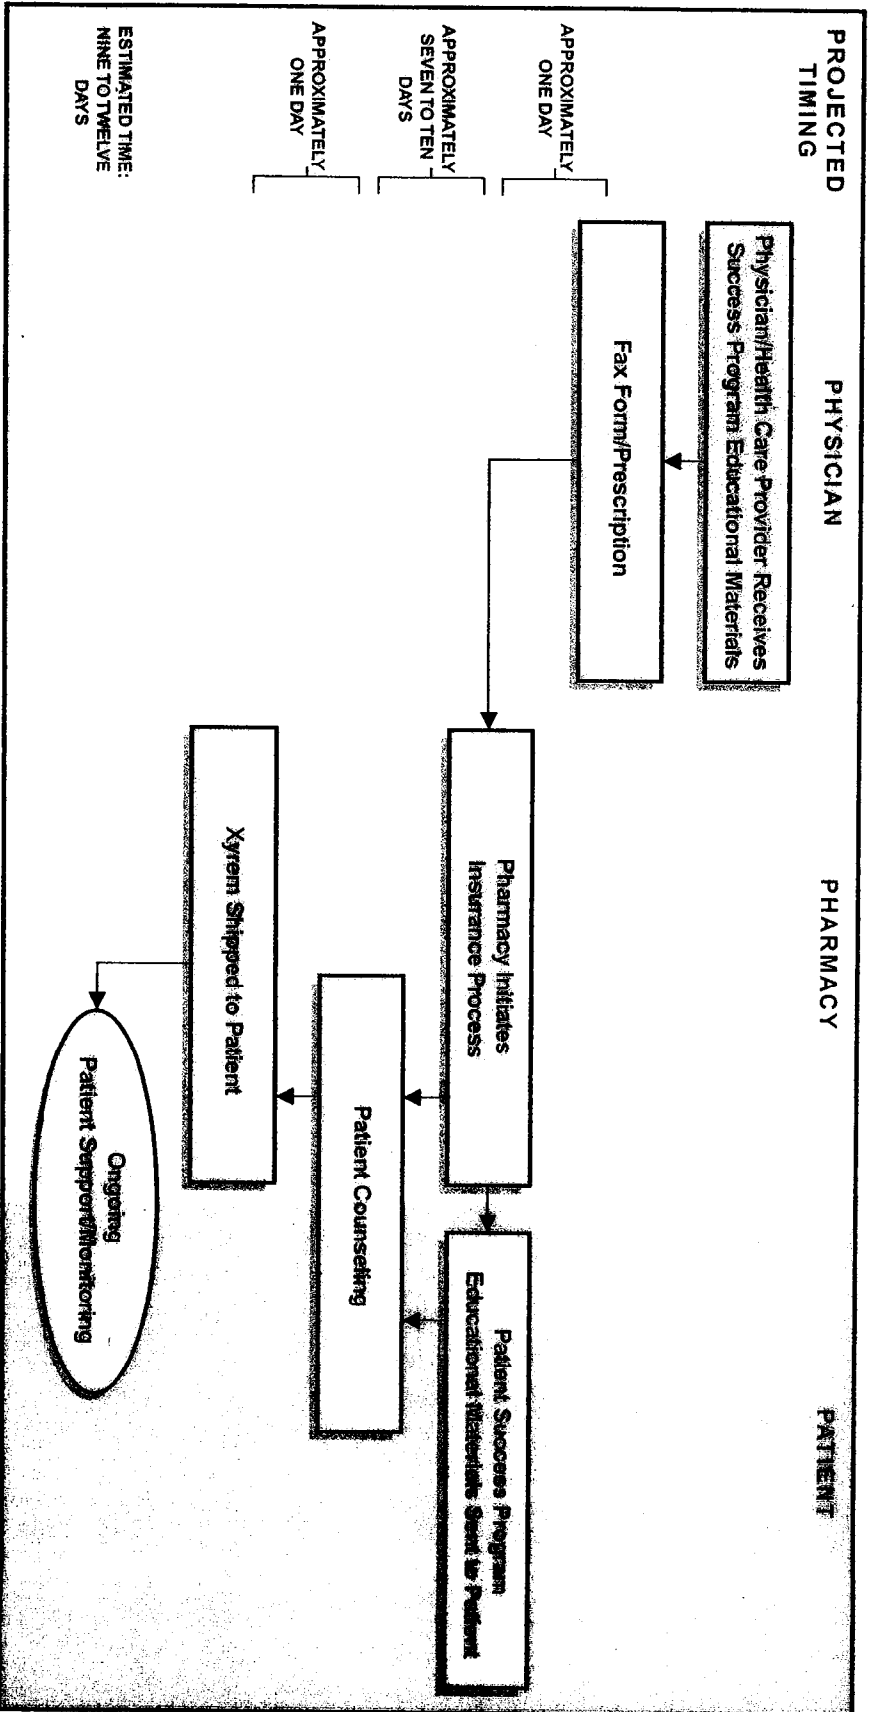 PROJECTED
TIMING
PHYSICIAN
PHARMACY
PATIENT
Physician/Health Care Provider Receives
Success Program Educational Materials
APPROXIMATELY
ONE DAY
Fax Form/Prescription
APPROXIMATELY
SEVEN TO TEN
DAYS
Pharmacy Initiates
Insurance Process
Patient Success Program
Educational Materials Sent to Patient
APPROXIMATELY
ONE DAY
Patient Counseling
Xyrem Shipped to Patient
ESTIMATED TIME:
NINE TO TWELVE
DAYS
Ongoing
Patient Support/Monitoring